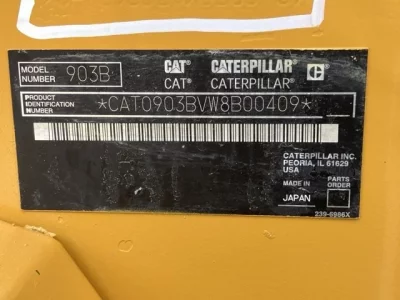 MODEL NUMBER 903B CAT CATERPILLAR
CAT CATERPILLAR
PRODUCT IDENTIFICATION NUMBER *CAT0903BVW8B00409*
CATERPILLAR INC.
PEORIA, IL 61629
USA
MADE IN JAPAN PARTS ORDER
239-6986X